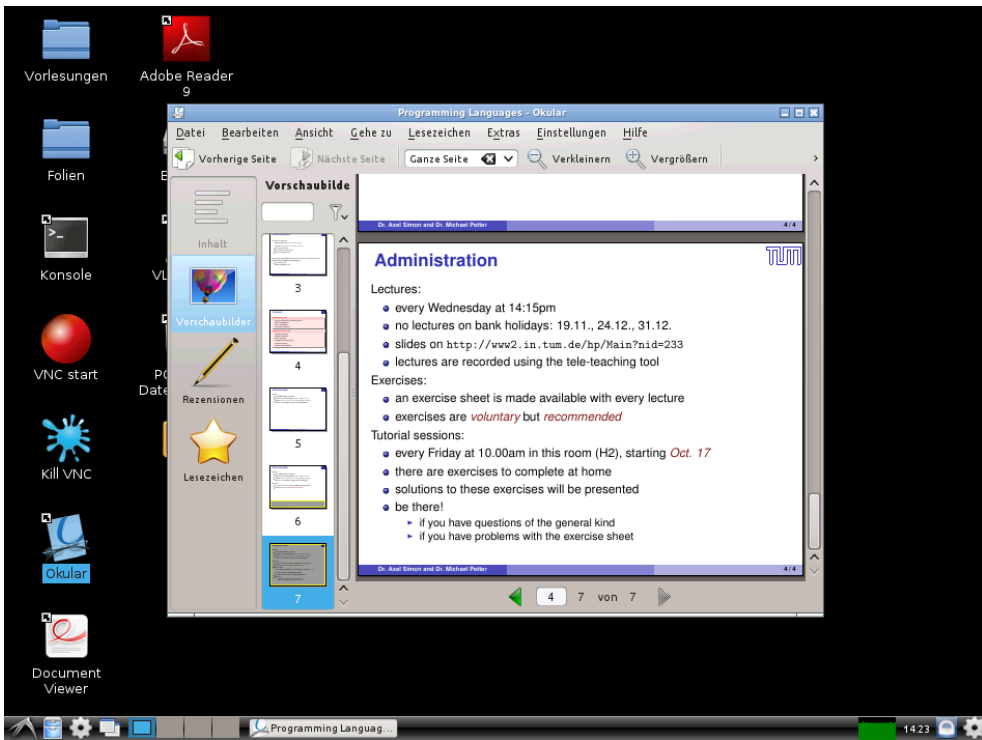 Vorlesungen
Adobe Reader
9
Folien
Konsole
VNC start
Kill VNC
Okular
Document
Viewer
VL
PC
Date
Programming Languages - Okular
Datei Bearbeiten Ansicht Gehe zu Lesezeichen Extras Einstellungen Hilfe
Vorherige Seite Nächste Seite Ganze Seite Verkleinern Vergrößern
Inhalt
Vorschaubilder
Rezensionen
Lesezeichen
Vorschaubilde
3
4
5
6
7
Dr. Axel Simon and Dr. Michael Petter 4 / 4
Administration
TUM
Lectures:
every Wednesday at 14:15pm
no lectures on bank holidays: 19.11., 24.12., 31.12.
slides on http://www2.in.tum.de/hp/Main?nid=233
lectures are recorded using the tele-teaching tool
Exercises:
an exercise sheet is made available with every lecture
exercises are voluntary but recommended
Tutorial sessions:
every Friday at 10.00am in this room (H2), starting Oct. 17
there are exercises to complete at home
solutions to these exercises will be presented
be there!
if you have questions of the general kind
if you have problems with the exercise sheet
Dr. Axel Simon and Dr. Michael Petter 4 / 4
4 7 von 7
Programming Languag...
14:23